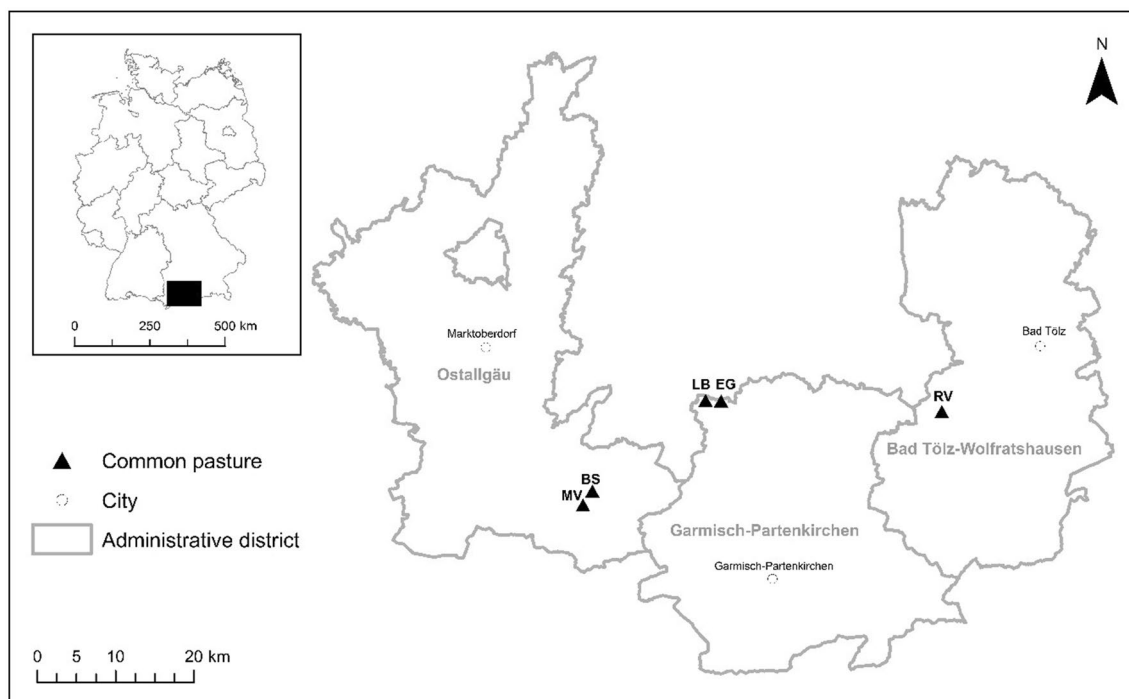 N
0 250 500 km
Marktoberdorf
Ostallgäu
Bad Tölz
LB EG
RV
Bad Tölz-Wolfratshausen
Common pasture
BS
MV
City
Garmisch-Partenkirchen
Administrative district
Garmisch-Partenkirchen
0 5 10 20 km